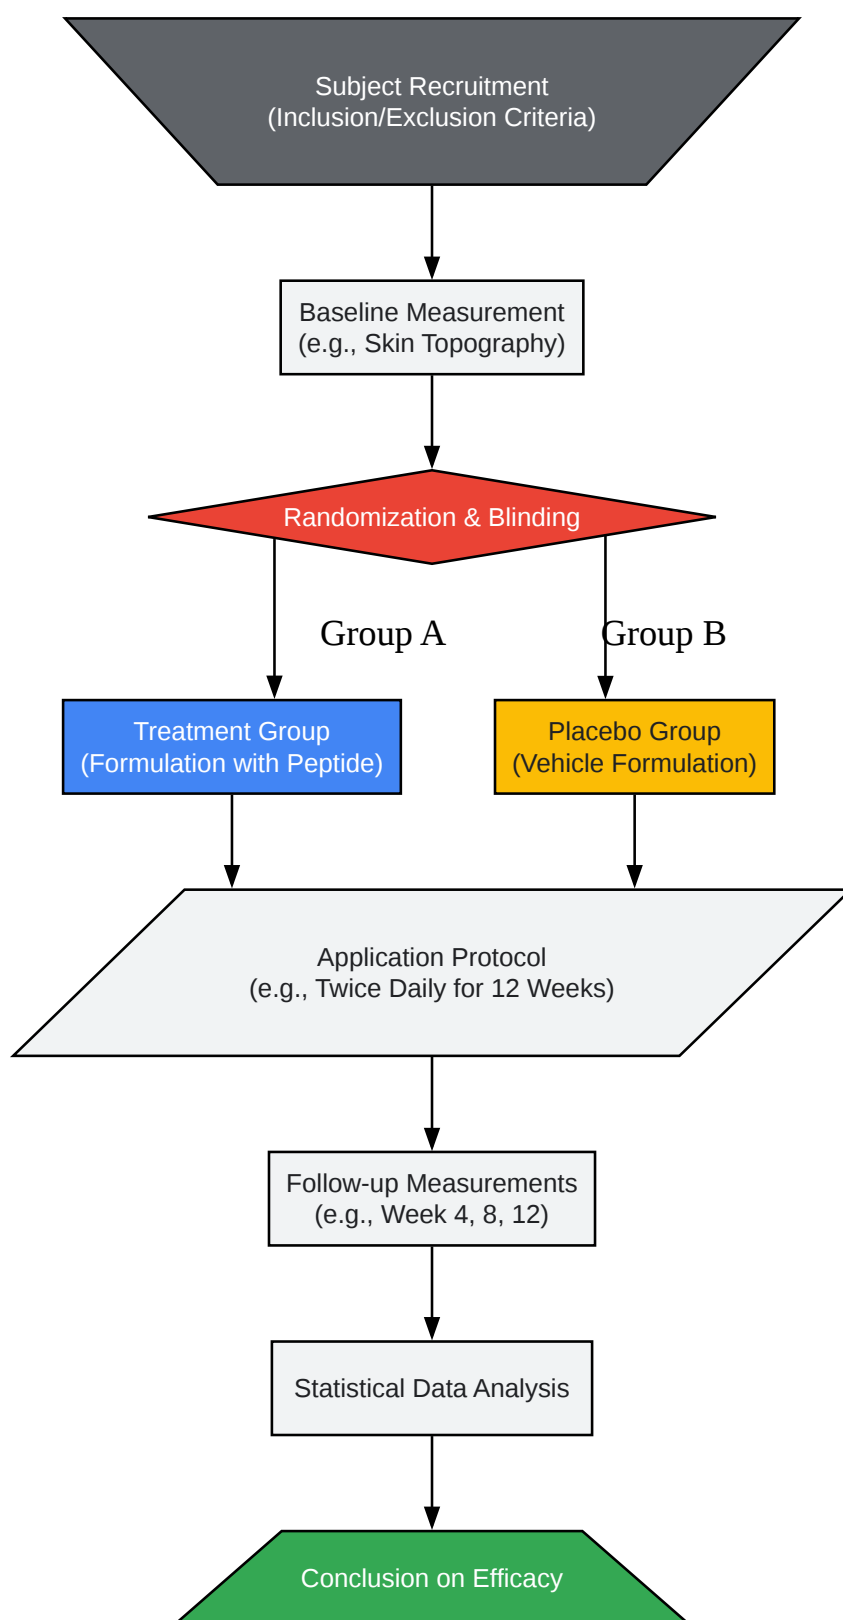 Subject Recruitment
(Inclusion/Exclusion Criteria)
Baseline Measurement
(e.g., Skin Topography)
Randomization & Blinding
Group A
Group B
Treatment Group
(Formulation with Peptide)
Placebo Group
(Vehicle Formulation)
Application Protocol
(e.g., Twice Daily for 12 Weeks)
Follow-up Measurements
(e.g., Week 4, 8, 12)
Statistical Data Analysis
Conclusion on Efficacy